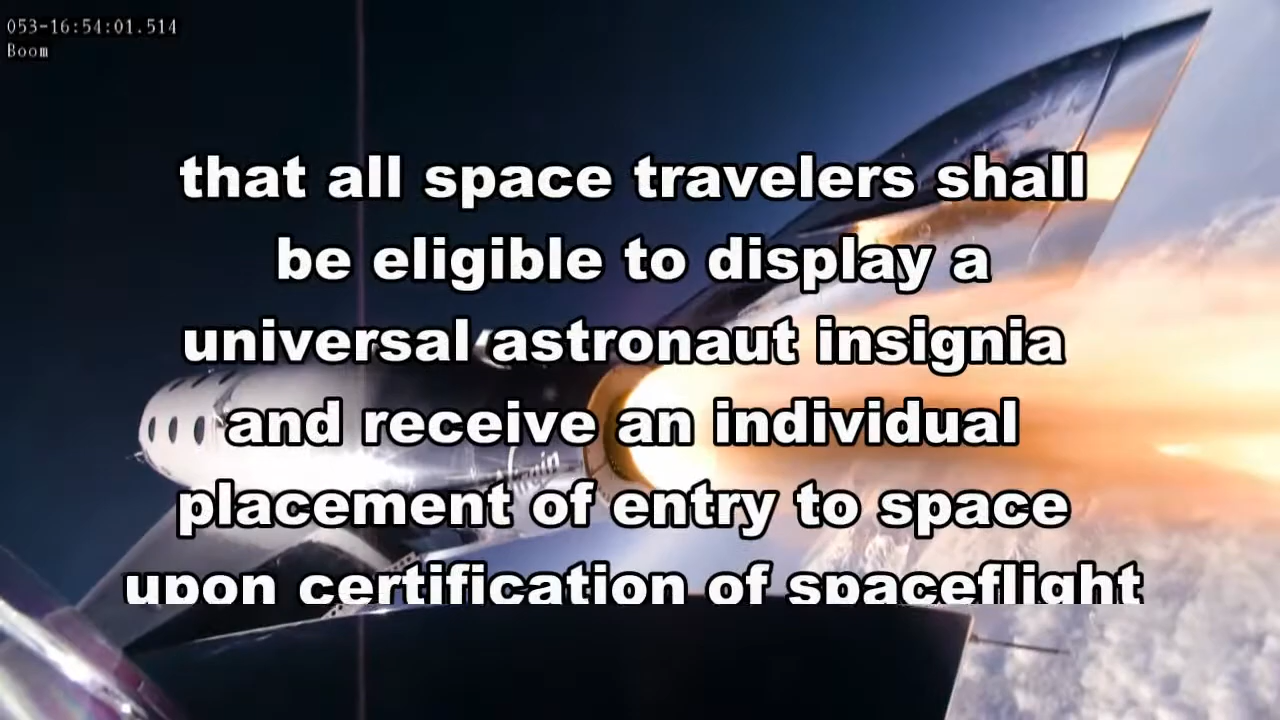 053-16:54:01.514
Boom
that all space travelers shall
be eligible to display a
universal astronaut insignia
and receive an individual
Virgin
placement of entry to space
upon certification of spaceflight